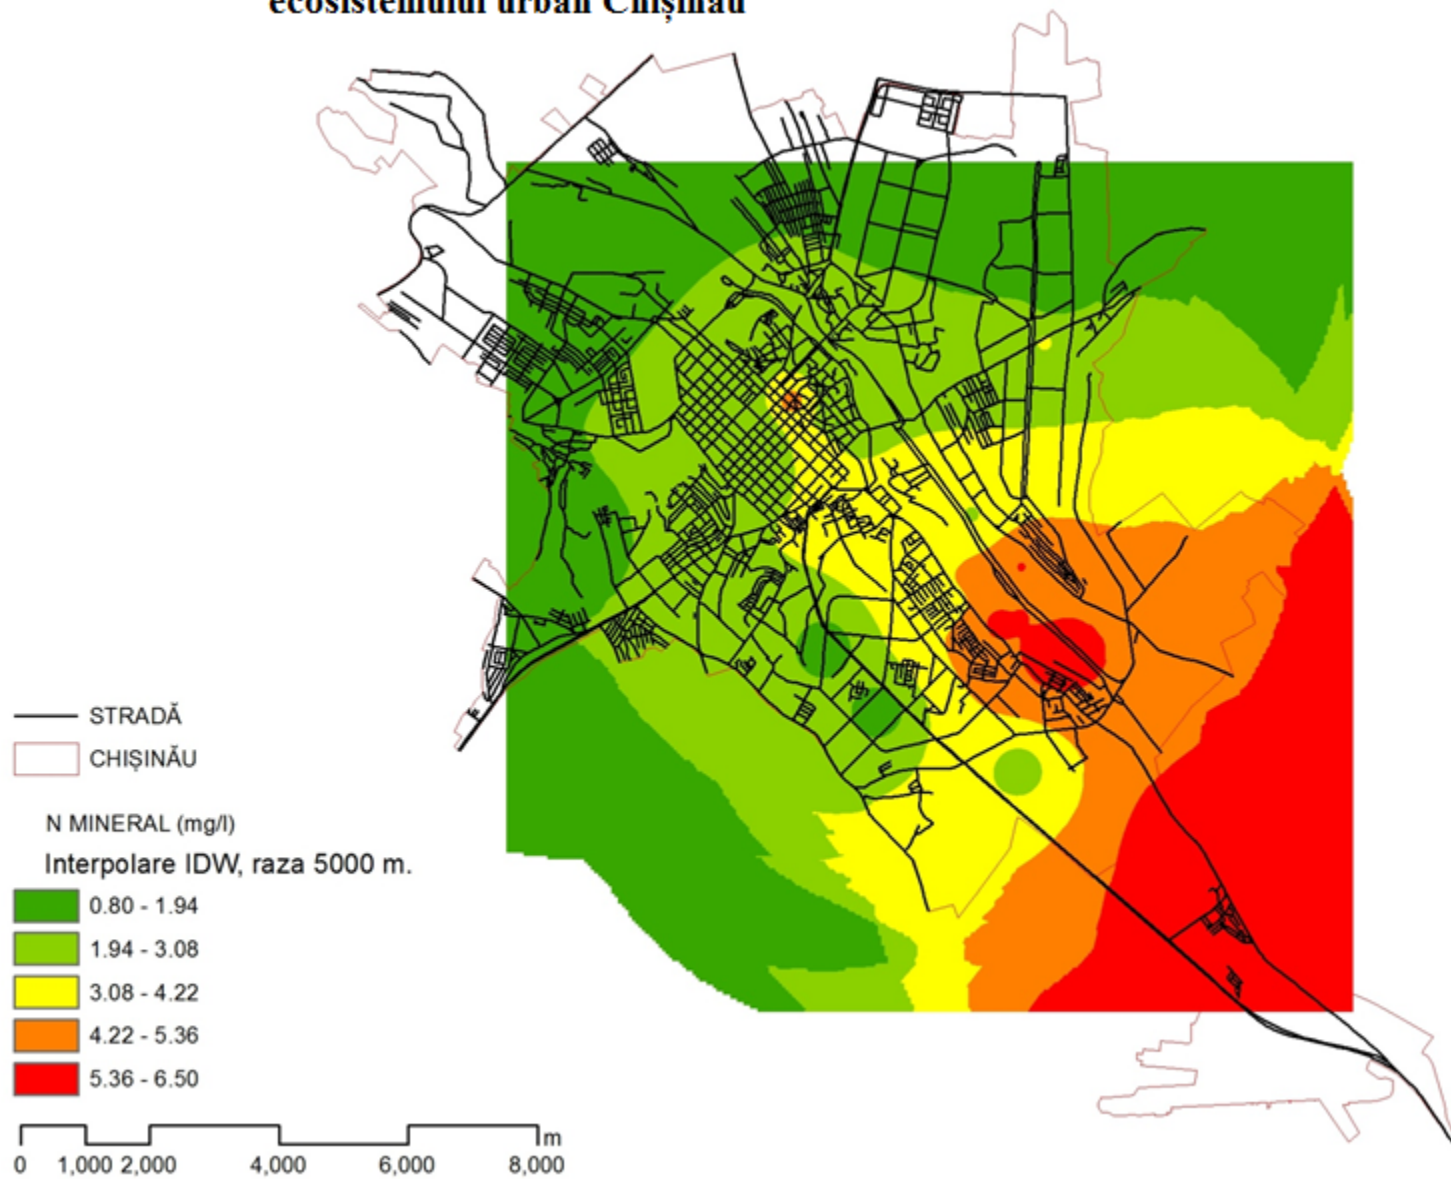 ecosistemului urban Chișinău
STRADĂ
CHIȘINĂU
N MINERAL (mg/l)
Interpolare IDW, raza 5000 m.
0.80 - 1.94
1.94 - 3.08
3.08 - 4.22
4.22 - 5.36
5.36 - 6.50
m
0 1,000 2,000 4,000 6,000 8,000